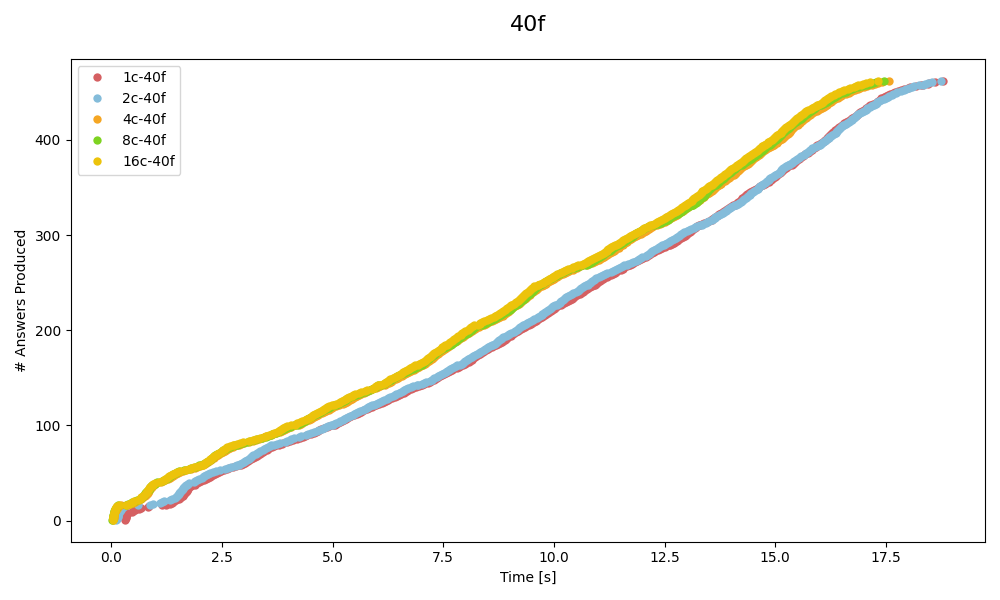 40f
1c-40f
2c-40f
4c-40f
8c-40f
16c-40f
# Answers Produced
400
300
200
100
0
0.0 2.5 5.0 7.5 10.0 12.5 15.0 17.5
Time [s]